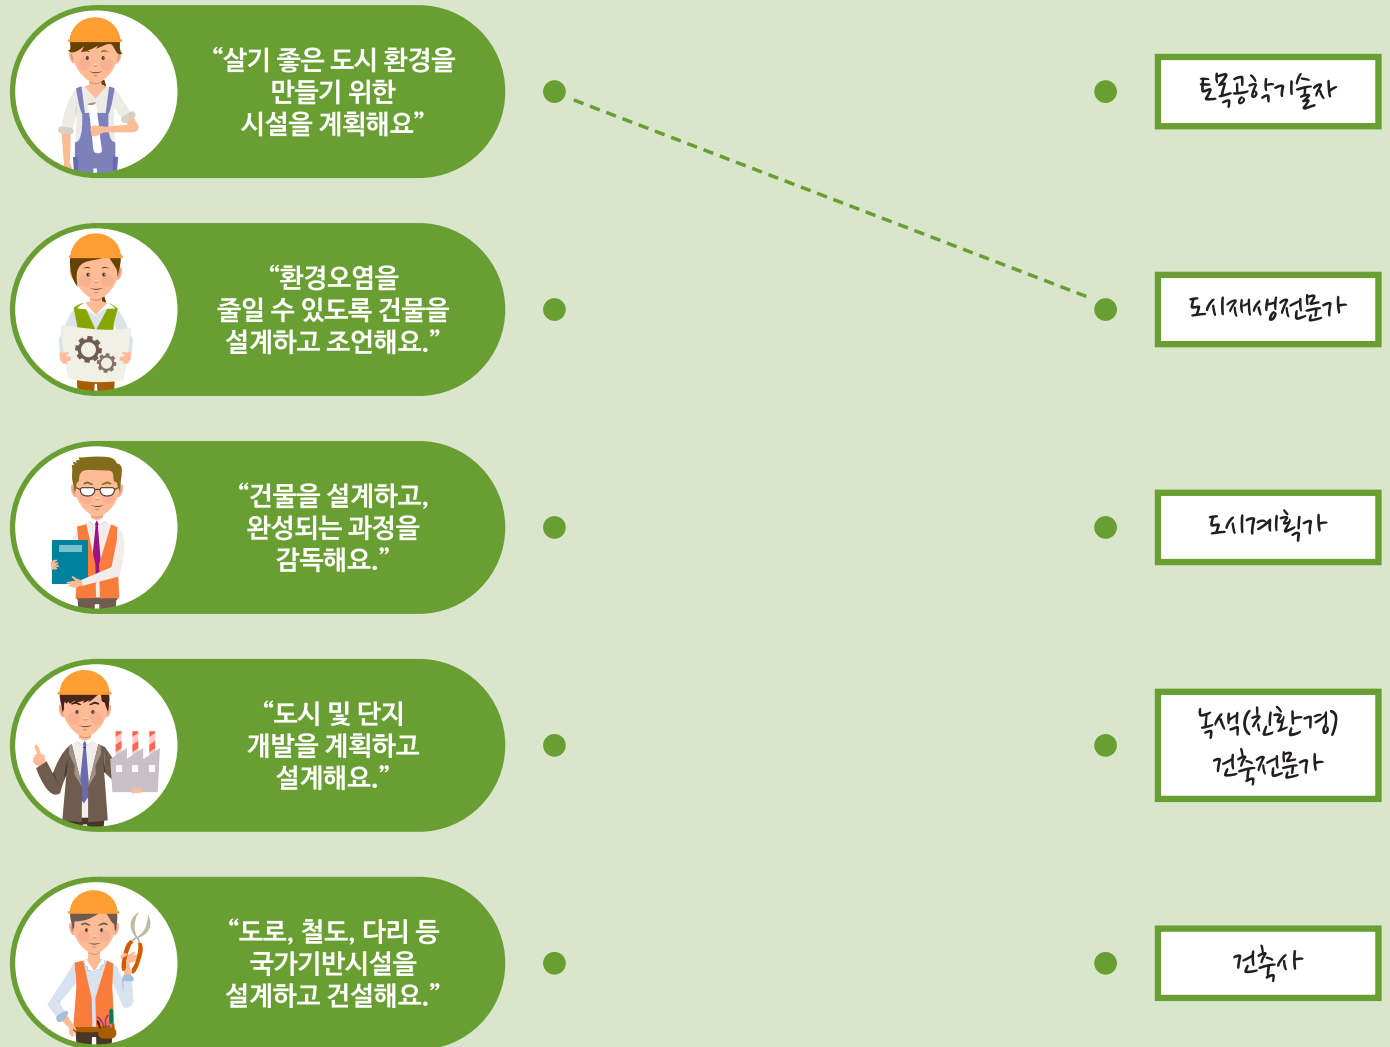 “살기 좋은 도시 환경을
만들기 위한
시설을 계획해요”
토목공학기술자
“환경오염을
줄일 수 있도록 건물을
설계하고 조언해요.”
도시재생전문가
“건물을 설계하고,
완성되는 과정을
감독해요.”
도시계획가
“도시 및 단지
개발을 계획하고
설계해요.”
녹색(친환경)
건축전문가
“도로, 철도, 다리 등
국가기반시설을
설계하고 건설해요.”
건축사